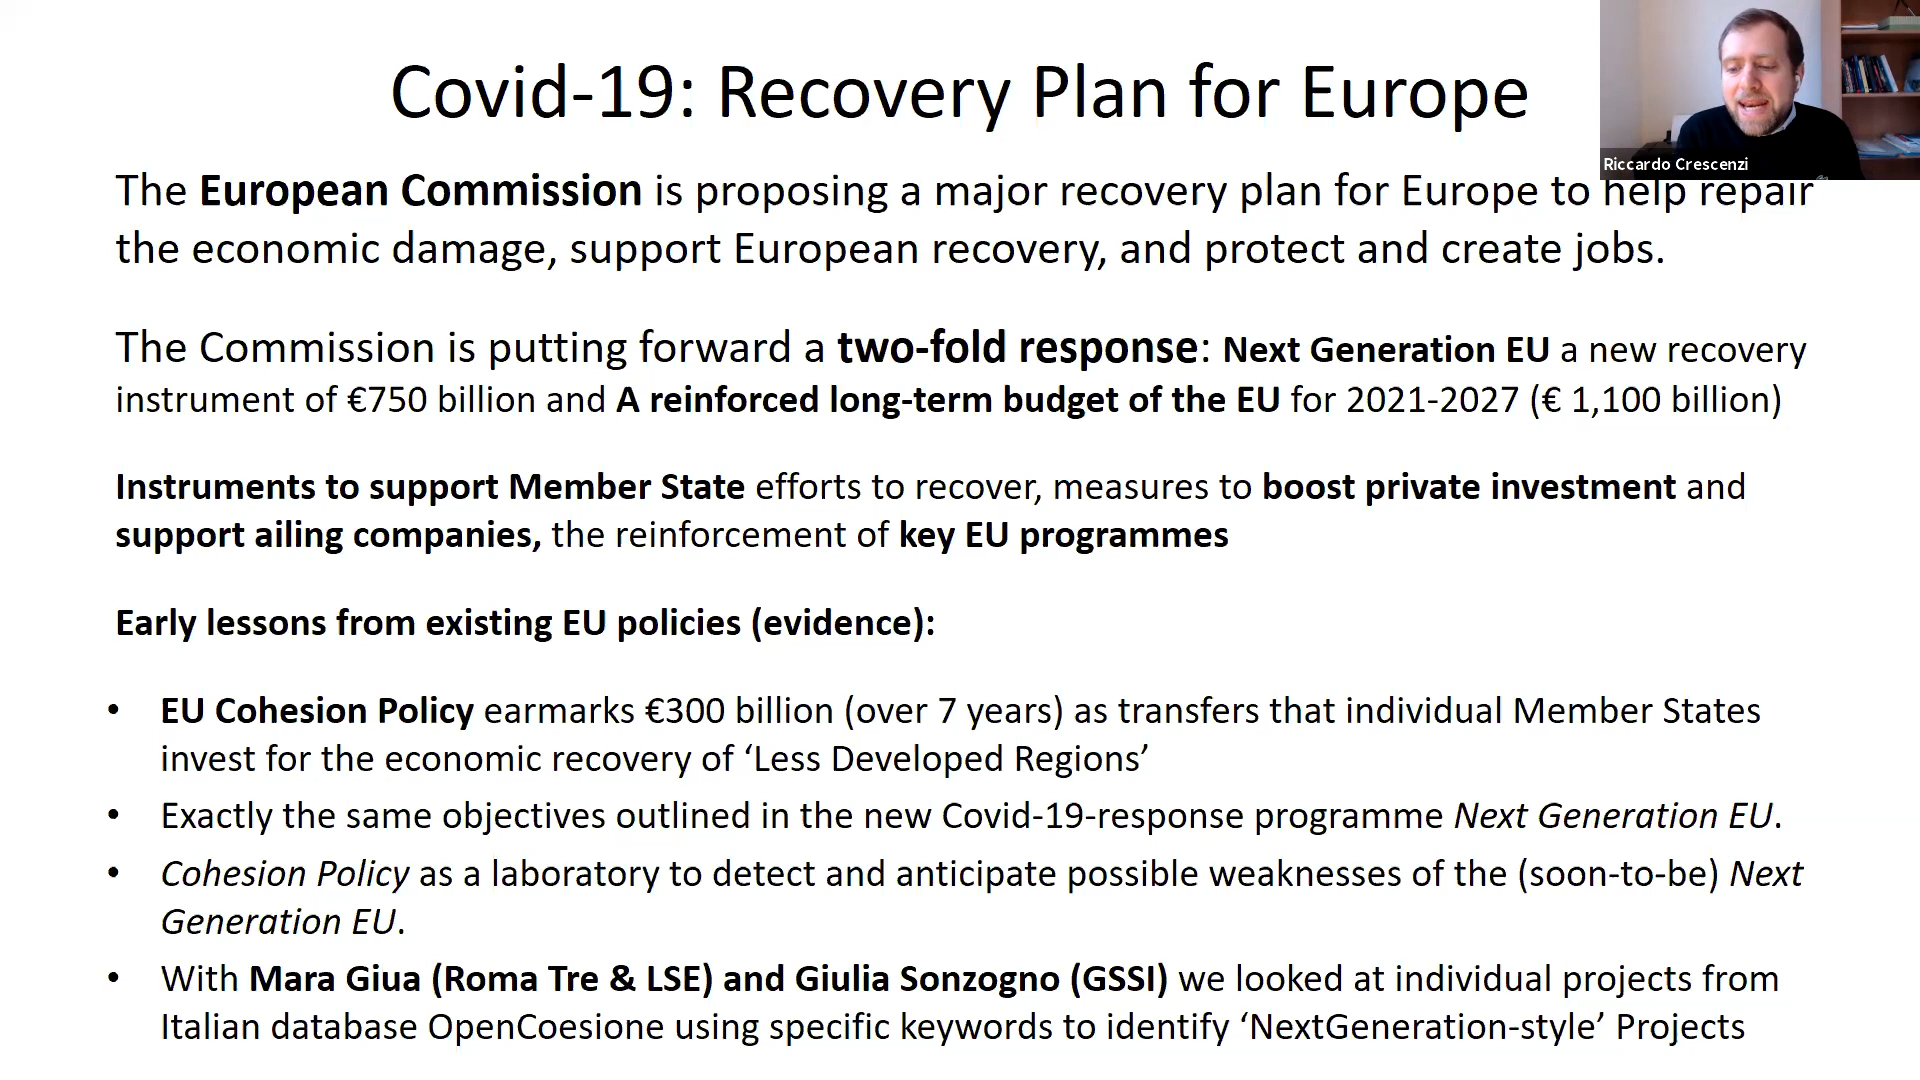 Covid-19: Recovery Plan for Europe
Riccardo Crescenzi
The European Commission is proposing a major recovery plan for Europe to help repair
the economic damage, support European recovery, and protect and create jobs.
The Commission is putting forward a two-fold response: Next Generation EU a new recovery
instrument of €750 billion and A reinforced long-term budget of the EU for 2021-2027 (€ 1,100 billion)
Instruments to support Member State efforts to recover, measures to boost private investment and
support ailing companies, the reinforcement of key EU programmes
Early lessons from existing EU policies (evidence):
• EU Cohesion Policy earmarks €300 billion (over 7 years) as transfers that individual Member States
invest for the economic recovery of ‘Less Developed Regions’
• Exactly the same objectives outlined in the new Covid-19-response programme Next Generation EU.
• Cohesion Policy as a laboratory to detect and anticipate possible weaknesses of the (soon-to-be) Next
Generation EU.
• With Mara Giua (Roma Tre & LSE) and Giulia Sonzogno (GSSI) we looked at individual projects from
Italian database OpenCoesione using specific keywords to identify ‘NextGeneration-style’ Projects